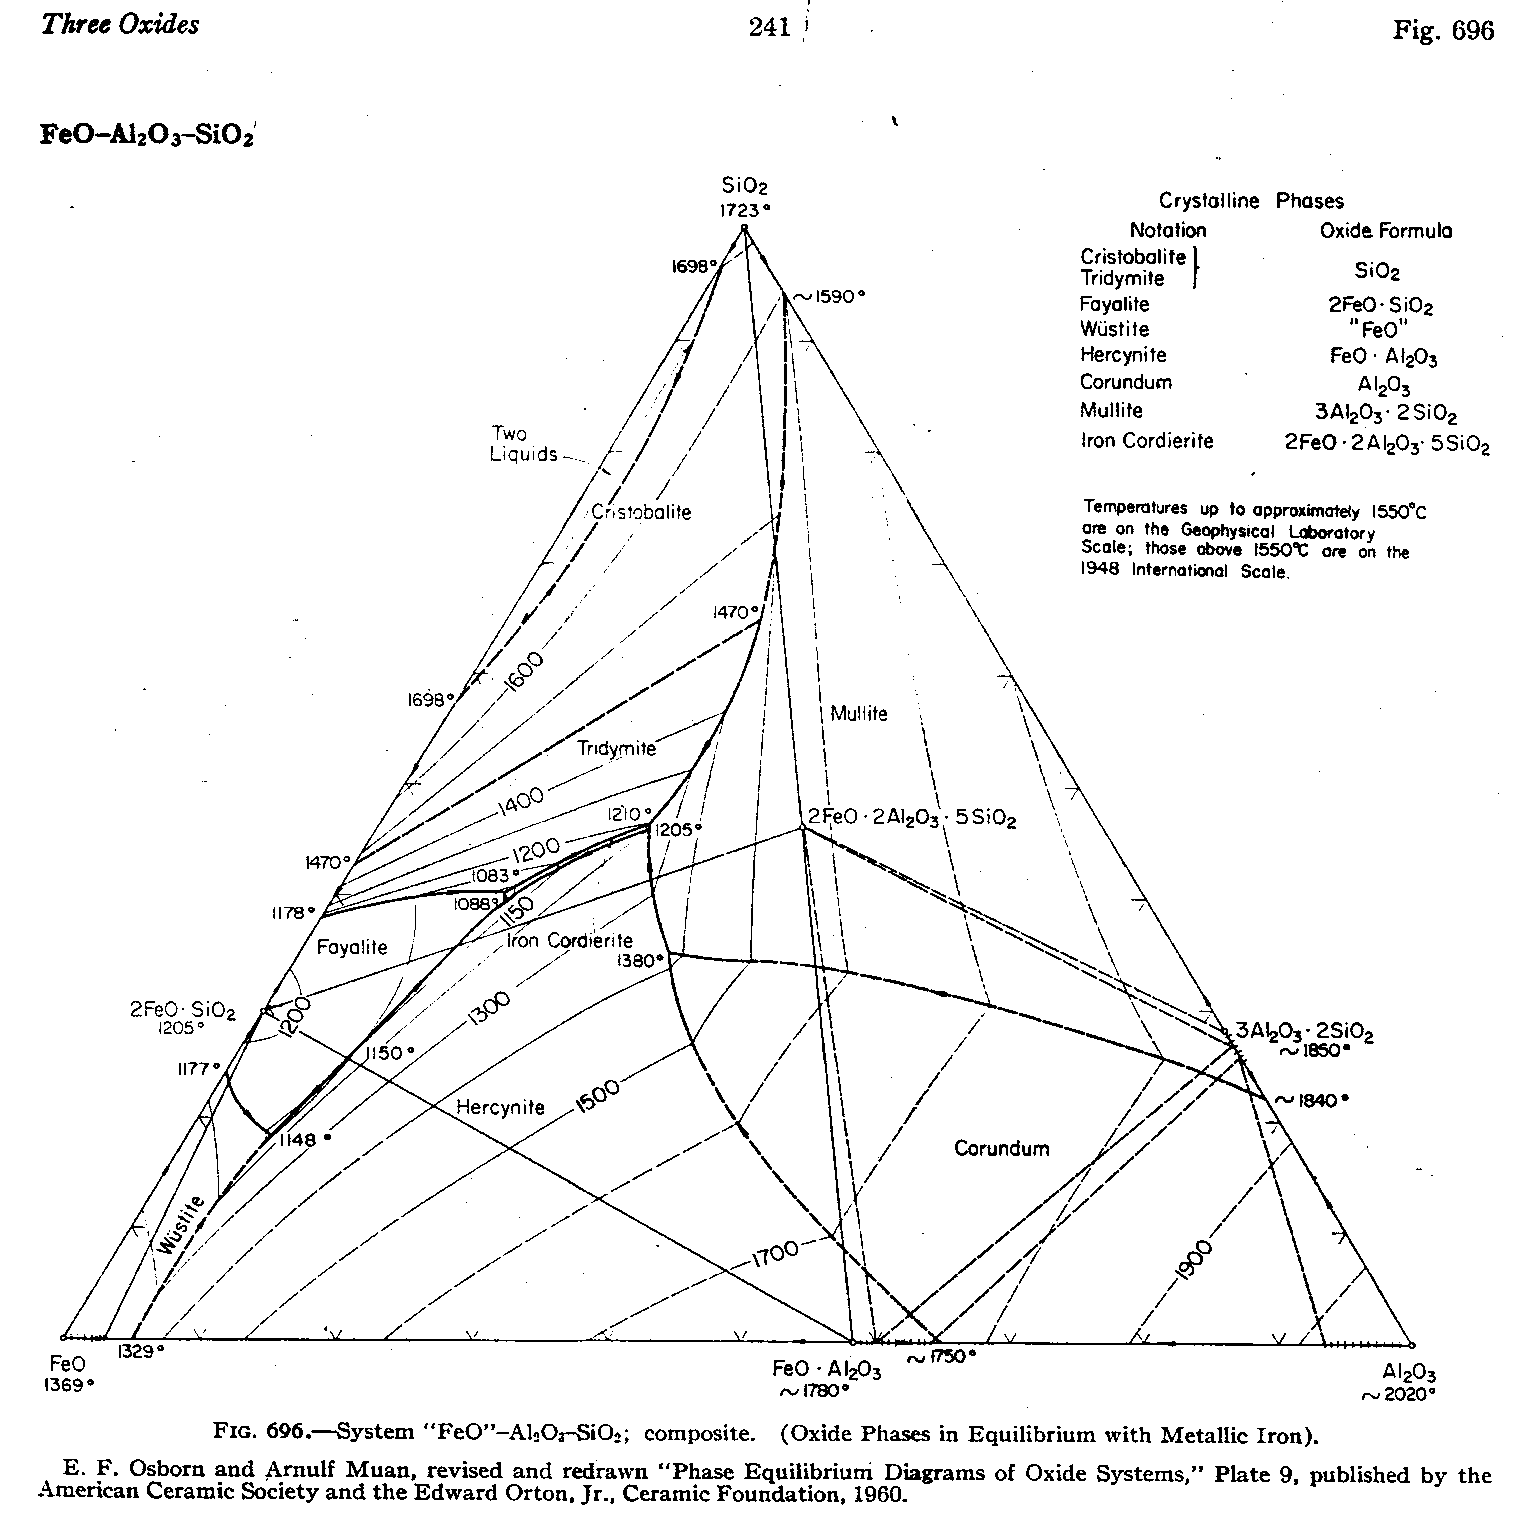 Three Oxides
241
Fig. 696
FeO–Al₂O₃–SiO₂
SiO₂
1723°
1698°
~1590°
Crystalline Phases
Notation Oxide Formula
Cristobalite
Tridymite
SiO₂
Fayalite 2FeO·SiO₂
Wüstite "FeO"
Hercynite FeO·Al₂O₃
Corundum Al₂O₃
Mullite 3Al₂O₃·2SiO₂
Iron Cordierite 2FeO·2Al₂O₃·5SiO₂
Temperatures up to approximately 1550°C
are on the Geophysical Laboratory
Scale; those above 1550°C are on the
1948 International Scale.
Two
Liquids
Cristobalite
1470°
1600
1698°
Mullite
Tridymite
1400
1210°
1205°
2FeO·2Al₂O₃·5SiO₂
1470°
1200
1083°
1088°
1150
1178°
Fayalite
Iron Cordierite
1380°
2FeO·SiO₂
1205°
1200
1300
3Al₂O₃·2SiO₂
~1850°
1177°
1150°
1500
Hercynite
~1840°
1148°
Corundum
Wüstite
1700
1900
FeO
1369°
1329°
FeO·Al₂O₃
~1780°
~1750°
Al₂O₃
~2020°
FIG. 696.—System "FeO"–Al₂O₃–SiO₂; composite. (Oxide Phases in Equilibrium with Metallic Iron).
E. F. Osborn and Arnulf Muan, revised and redrawn "Phase Equilibrium Diagrams of Oxide Systems," Plate 9, published by the
American Ceramic Society and the Edward Orton, Jr., Ceramic Foundation, 1960.